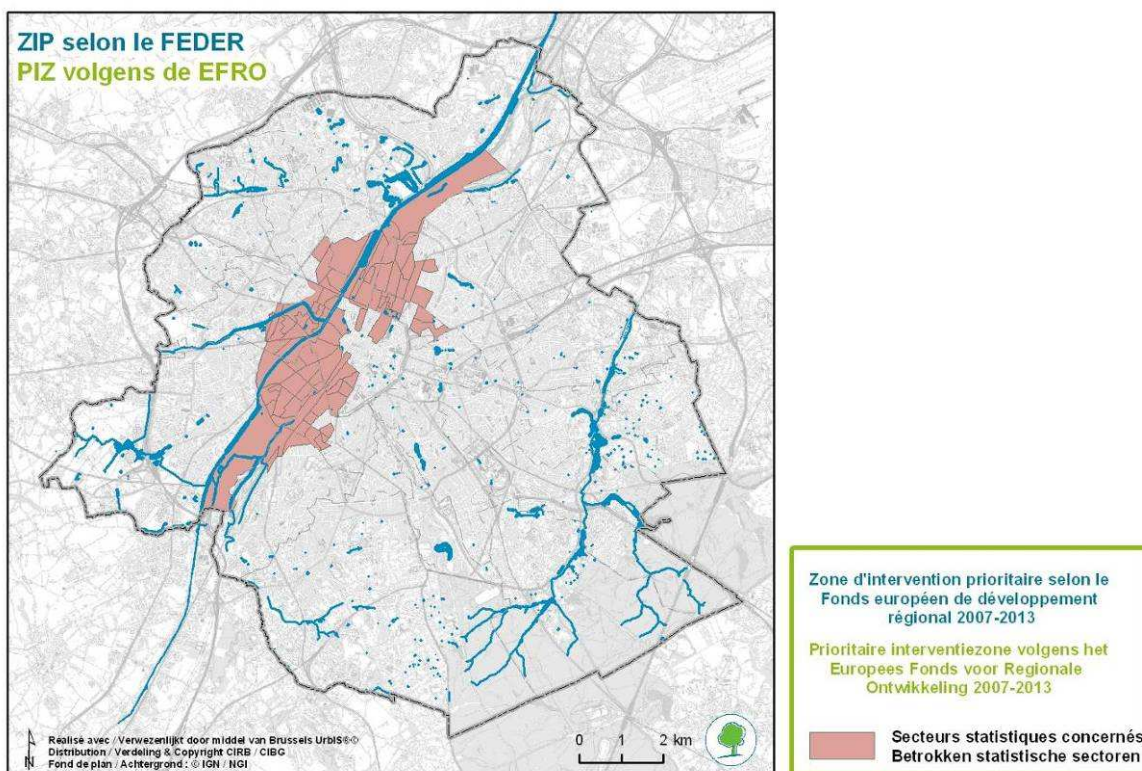 ZIP selon le FEDER
PIZ volgens de EFRO
Réalisé avec / Verwezenlijkt door middel van Brussels UrbIS®©
Distribution / Verdeling & Copyright CIRB / CIBG
Fond de plan / Achtergrond : © IGN / NGI
N
0 1 2 km
Zone d'intervention prioritaire selon le
Fonds européen de développement
régional 2007-2013
Prioritaire interventiezone volgens het
Europees Fonds voor Regionale
Ontwikkeling 2007-2013
Secteurs statistiques concernés
Betrokken statistische sectoren